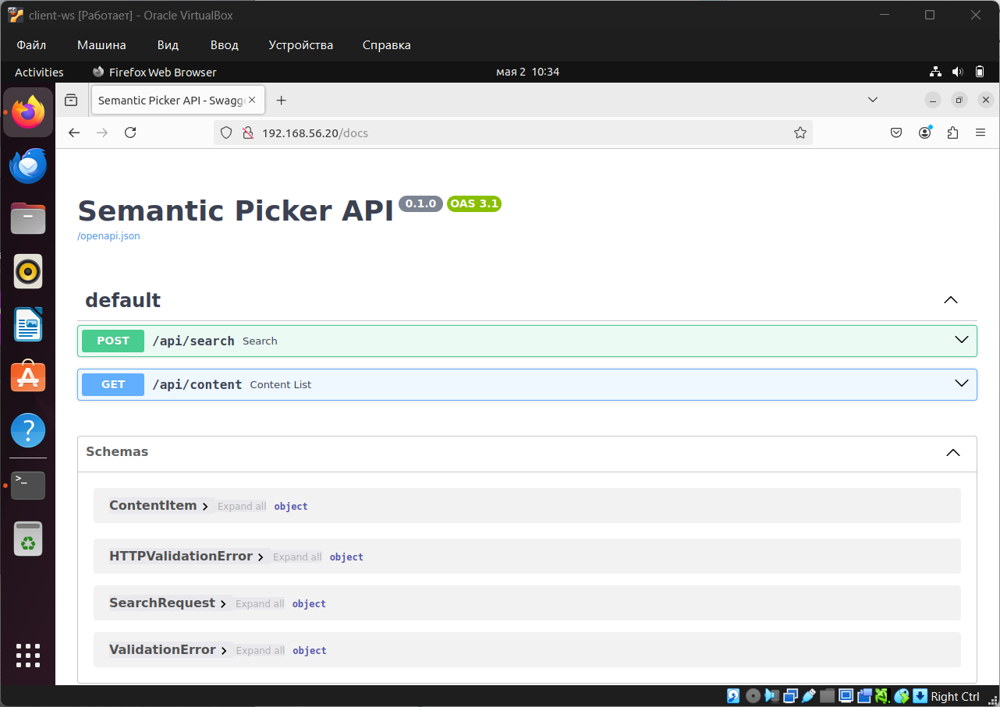 client-ws [Работает] - Oracle VirtualBox
Файл Машина Вид Ввод Устройства Справка
Activities Firefox Web Browser мая 2 10:34
Semantic Picker API - Swagge
192.168.56.20/docs
Semantic Picker API 0.1.0 OAS 3.1
/openapi.json
default
POST /api/search Search
GET /api/content Content List
Schemas
ContentItem Expand all object
HTTPValidationError Expand all object
SearchRequest Expand all object
ValidationError Expand all object
Right Ctrl